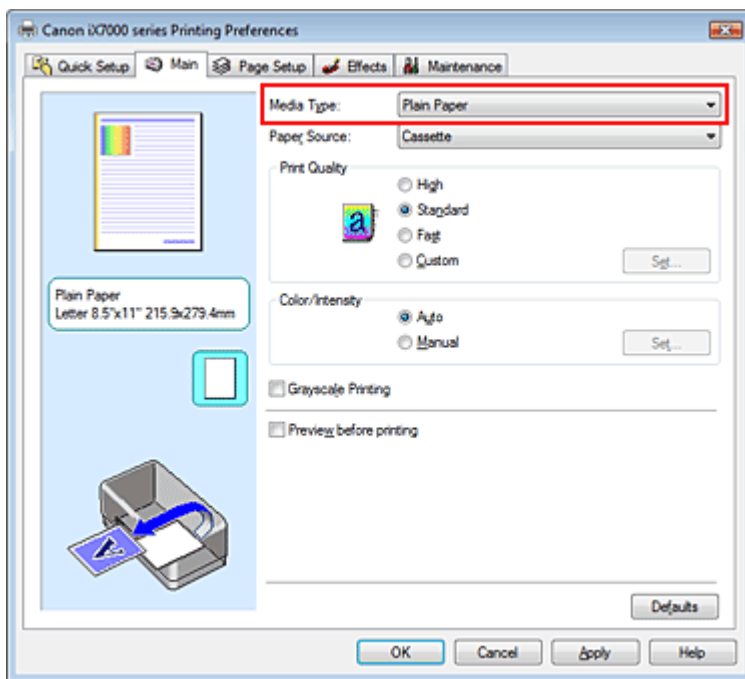 Canon iX7000 series Printing Preferences
Quick Setup Main Page Setup Effects Maintenance
Media Type: Plain Paper
Paper Source: Cassette
Print Quality
High
a Standard
Fast
Custom Set...
Plain Paper
Letter 8.5"x11" 215.9x279.4mm
Color/Intensity
Auto
Manual Set...
Grayscale Printing
Preview before printing
Defaults
OK Cancel Apply Help